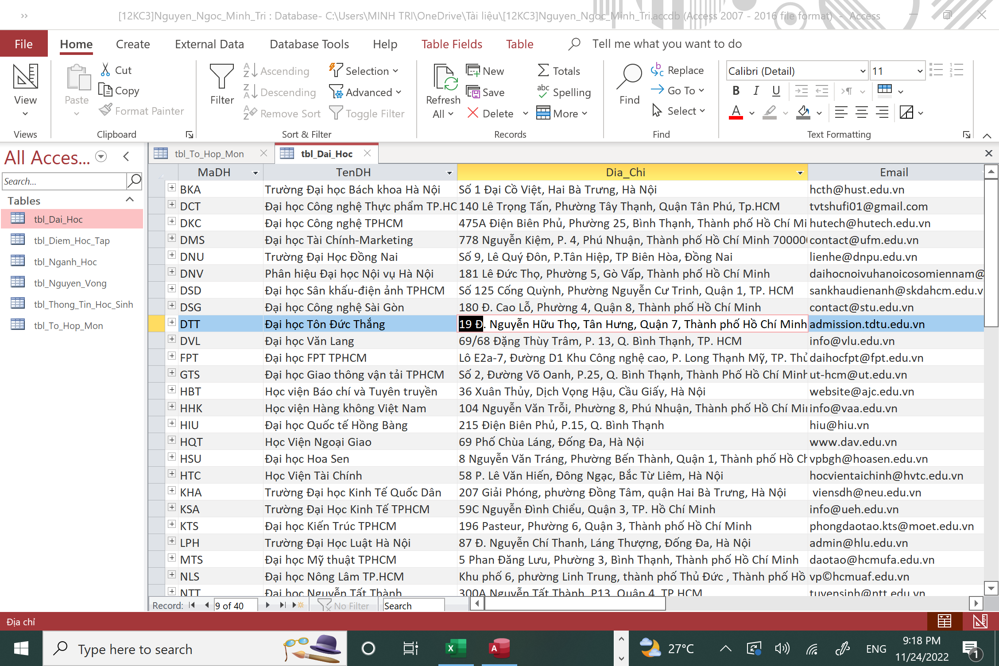 [12KC3]Nguyen_Ngoc_Minh_Tri : Database- C:\Users\MINH TRI\OneDrive\Tài liệu\[12KC3]Nguyen_Ngoc_Minh_Tri.accdb (Access 2007 - 2016 file format) - Access
File Home Create External Data Database Tools Help Table Fields Table Tell me what you want to do
View
Views
Paste
Cut
Copy
Format Painter
Clipboard
Filter
Ascending
Descending
Remove Sort
Selection
Advanced
Toggle Filter
Sort & Filter
Refresh All
New
Save
Delete
Totals
Spelling
More
Records
Find
Replace
Go To
Select
Find
Calibri (Detail) 11
B I U
A
Text Formatting
All Acces...
Search...
Tables
tbl_Dai_Hoc
tbl_Diem_Hoc_Tap
tbl_Nganh_Hoc
tbl_Nguyen_Vong
tbl_Thong_Tin_Hoc_Sinh
tbl_To_Hop_Mon
tbl_To_Hop_Mon tbl_Dai_Hoc
MaDH TenDH Dia_Chi Email
BKA Trường Đại học Bách khoa Hà Nội Số 1 Đại Cồ Việt, Hai Bà Trưng, Hà Nội hcth@hust.edu.vn
DCT Đại học Công nghệ Thực phẩm TP.HC 140 Lê Trọng Tấn, Phường Tây Thạnh, Quận Tân Phú, Tp.HCM tvtshufi01@gmail.com
DKC Đại học Công nghệ TPHCM 475A Điện Biên Phủ, Phường 25, Bình Thạnh, Thành phố Hồ Chí Mi hutech@hutech.edu.vn
DMS Đại học Tài Chính-Marketing 778 Nguyễn Kiệm, P. 4, Phú Nhuận, Thành phố Hồ Chí Minh 700000 contact@ufm.edu.vn
DNU Trường Đại Học Đồng Nai Số 9, Lê Quý Đôn, P.Tân Hiệp, TP Biên Hòa, Đồng Nai lienhe@dnpu.edu.vn
DNV Phân hiệu Đại học Nội vụ Hà Nội 181 Lê Đức Thọ, Phường 5, Gò Vấp, Thành phố Hồ Chí Minh daihocnoivuhanoicosomiennam@
DSD Đại học Sân khấu-điện ảnh TPHCM Số 125 Cống Quỳnh, Phường Nguyễn Cư Trinh, Quận 1, TP. HCM sankhaudienanh@skdahcm.edu.v
DSG Đại học Công nghệ Sài Gòn 180 Đ. Cao Lỗ, Phường 4, Quận 8, Thành phố Hồ Chí Minh contact@stu.edu.vn
DTT Đại học Tôn Đức Thắng 19 Đ. Nguyễn Hữu Thọ, Tân Hưng, Quận 7, Thành phố Hồ Chí Minh admission.tdtu.edu.vn
DVL Đại học Văn Lang 69/68 Đặng Thùy Trâm, P. 13, Q. Bình Thạnh, TP. HCM info@vlu.edu.vn
FPT Đại học FPT TPHCM Lô E2a-7, Đường D1 Khu Công nghệ cao, P. Long Thạnh Mỹ, TP. Thủ daihocfpt@fpt.edu.vn
GTS Đại học Giao thông vận tải TPHCM Số 2, Đường Võ Oanh, P.25, Q. Bình Thạnh, Thành Phố Hồ Chí Minh ut-hcm@ut.edu.vn
HBT Học viện Báo chí và Tuyên truyền 36 Xuân Thủy, Dịch Vọng Hậu, Cầu Giấy, Hà Nội website@ajc.edu.vn
HHK Học viện Hàng không Việt Nam 104 Nguyễn Văn Trỗi, Phường 8, Phú Nhuận, Thành phố Hồ Chí Min info@vaa.edu.vn
HIU Đại học Quốc tế Hồng Bàng 215 Điện Biên Phủ, P.15, Q. Bình Thạnh hiu@hiu.vn
HQT Học Viện Ngoại Giao 69 Phố Chùa Láng, Đống Đa, Hà Nội www.dav.edu.vn
HSU Đại học Hoa Sen 8 Nguyễn Văn Tráng, Phường Bến Thành, Quận 1, Thành phố Hồ Ch vpbgh@hoasen.edu.vn
HTC Học Viện Tài Chính 58 P. Lê Văn Hiến, Đông Ngạc, Bắc Từ Liêm, Hà Nội hocvientaichinh@hvtc.edu.vn
KHA Trường Đại học Kinh Tế Quốc Dân 207 Giải Phóng, phường Đồng Tâm, quận Hai Bà Trưng, Hà Nội viensdh@neu.edu.vn
KSA Trường Đại Học Kinh Tế TPHCM 59C Nguyễn Đình Chiểu, Quận 3, TP. Hồ Chí Minh info@ueh.edu.vn
KTS Đại học Kiến Trúc TPHCM 196 Pasteur, Phường 6, Quận 3, Thành phố Hồ Chí Minh phongdaotao.kts@moet.edu.vn
LPH Trường Đại Học Luật Hà Nội 87 Đ. Nguyễn Chí Thanh, Láng Thượng, Đống Đa, Hà Nội admin@hlu.edu.vn
MTS Đại học Mỹ thuật TPHCM 5 Phan Đăng Lưu, Phường 3, Bình Thạnh, Thành phố Hồ Chí Minh daotao@hcmufa.edu.vn
NLS Đại học Nông Lâm TP.HCM Khu phố 6, phường Linh Trung, thành phố Thủ Đức , Thành phố Hồ vp©hcmuaf.edu.vn
NTT Đại học Nguyễn Tất Thành 300A Nguyễn Tất Thành, P13, Quận 4, TP HCM tuyensinh@ntt.edu.vn
Record: 9 of 40 No Filter Search
Địa chỉ
Type here to search 27°C ENG 9:18 PM
11/24/2022 1